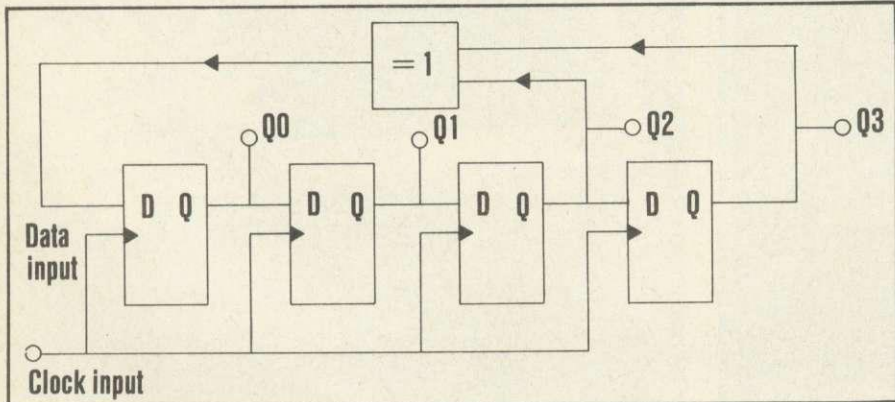 = 1
Q0
Q1
Q2
Q3
D Q
D Q
D Q
D Q
Data
input
Clock input